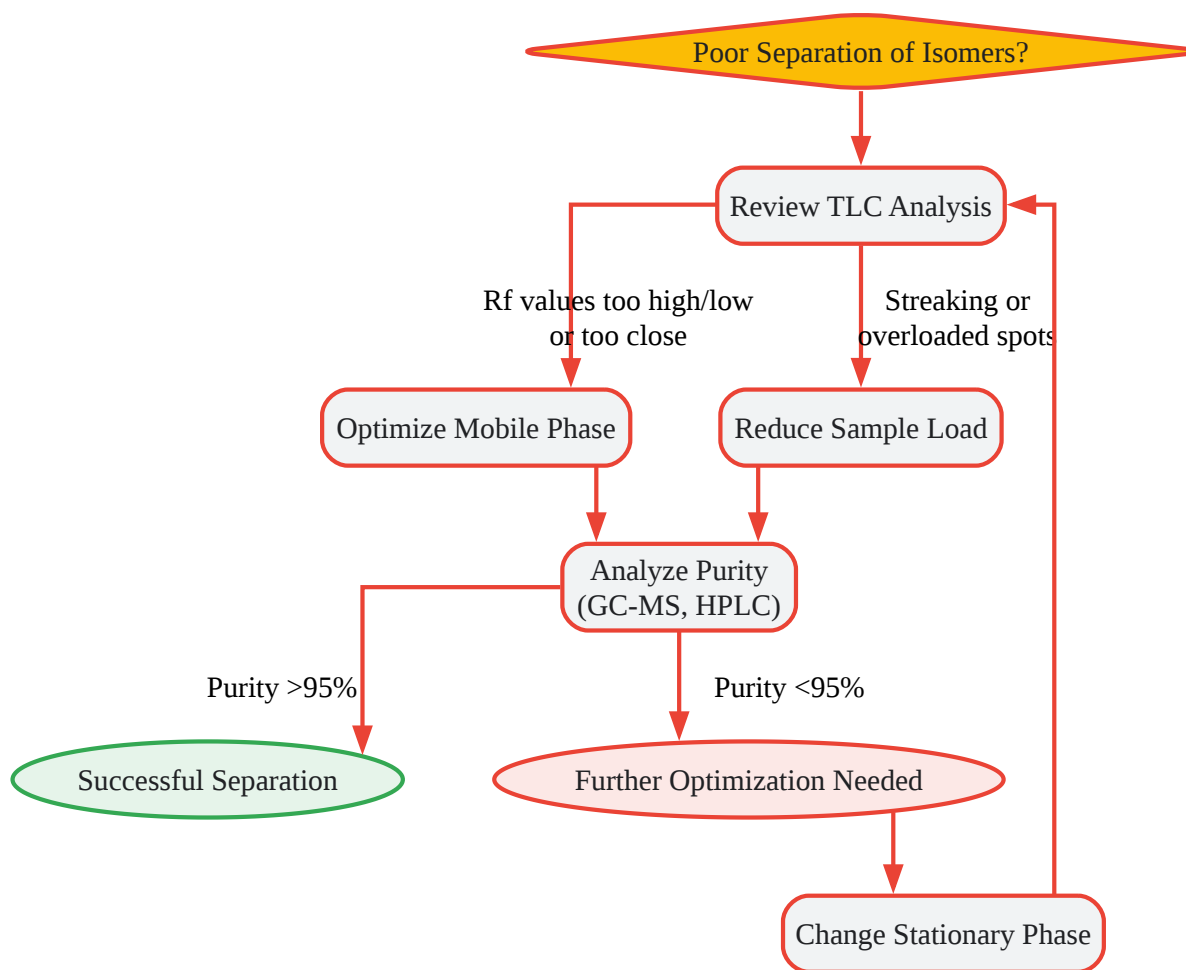 Poor Separation of Isomers?
Review TLC Analysis
Rf values too high/low
or too close
Streaking or
overloaded spots
Optimize Mobile Phase
Reduce Sample Load
Analyze Purity
(GC-MS, HPLC)
Purity >95%
Purity <95%
Successful Separation
Further Optimization Needed
Change Stationary Phase